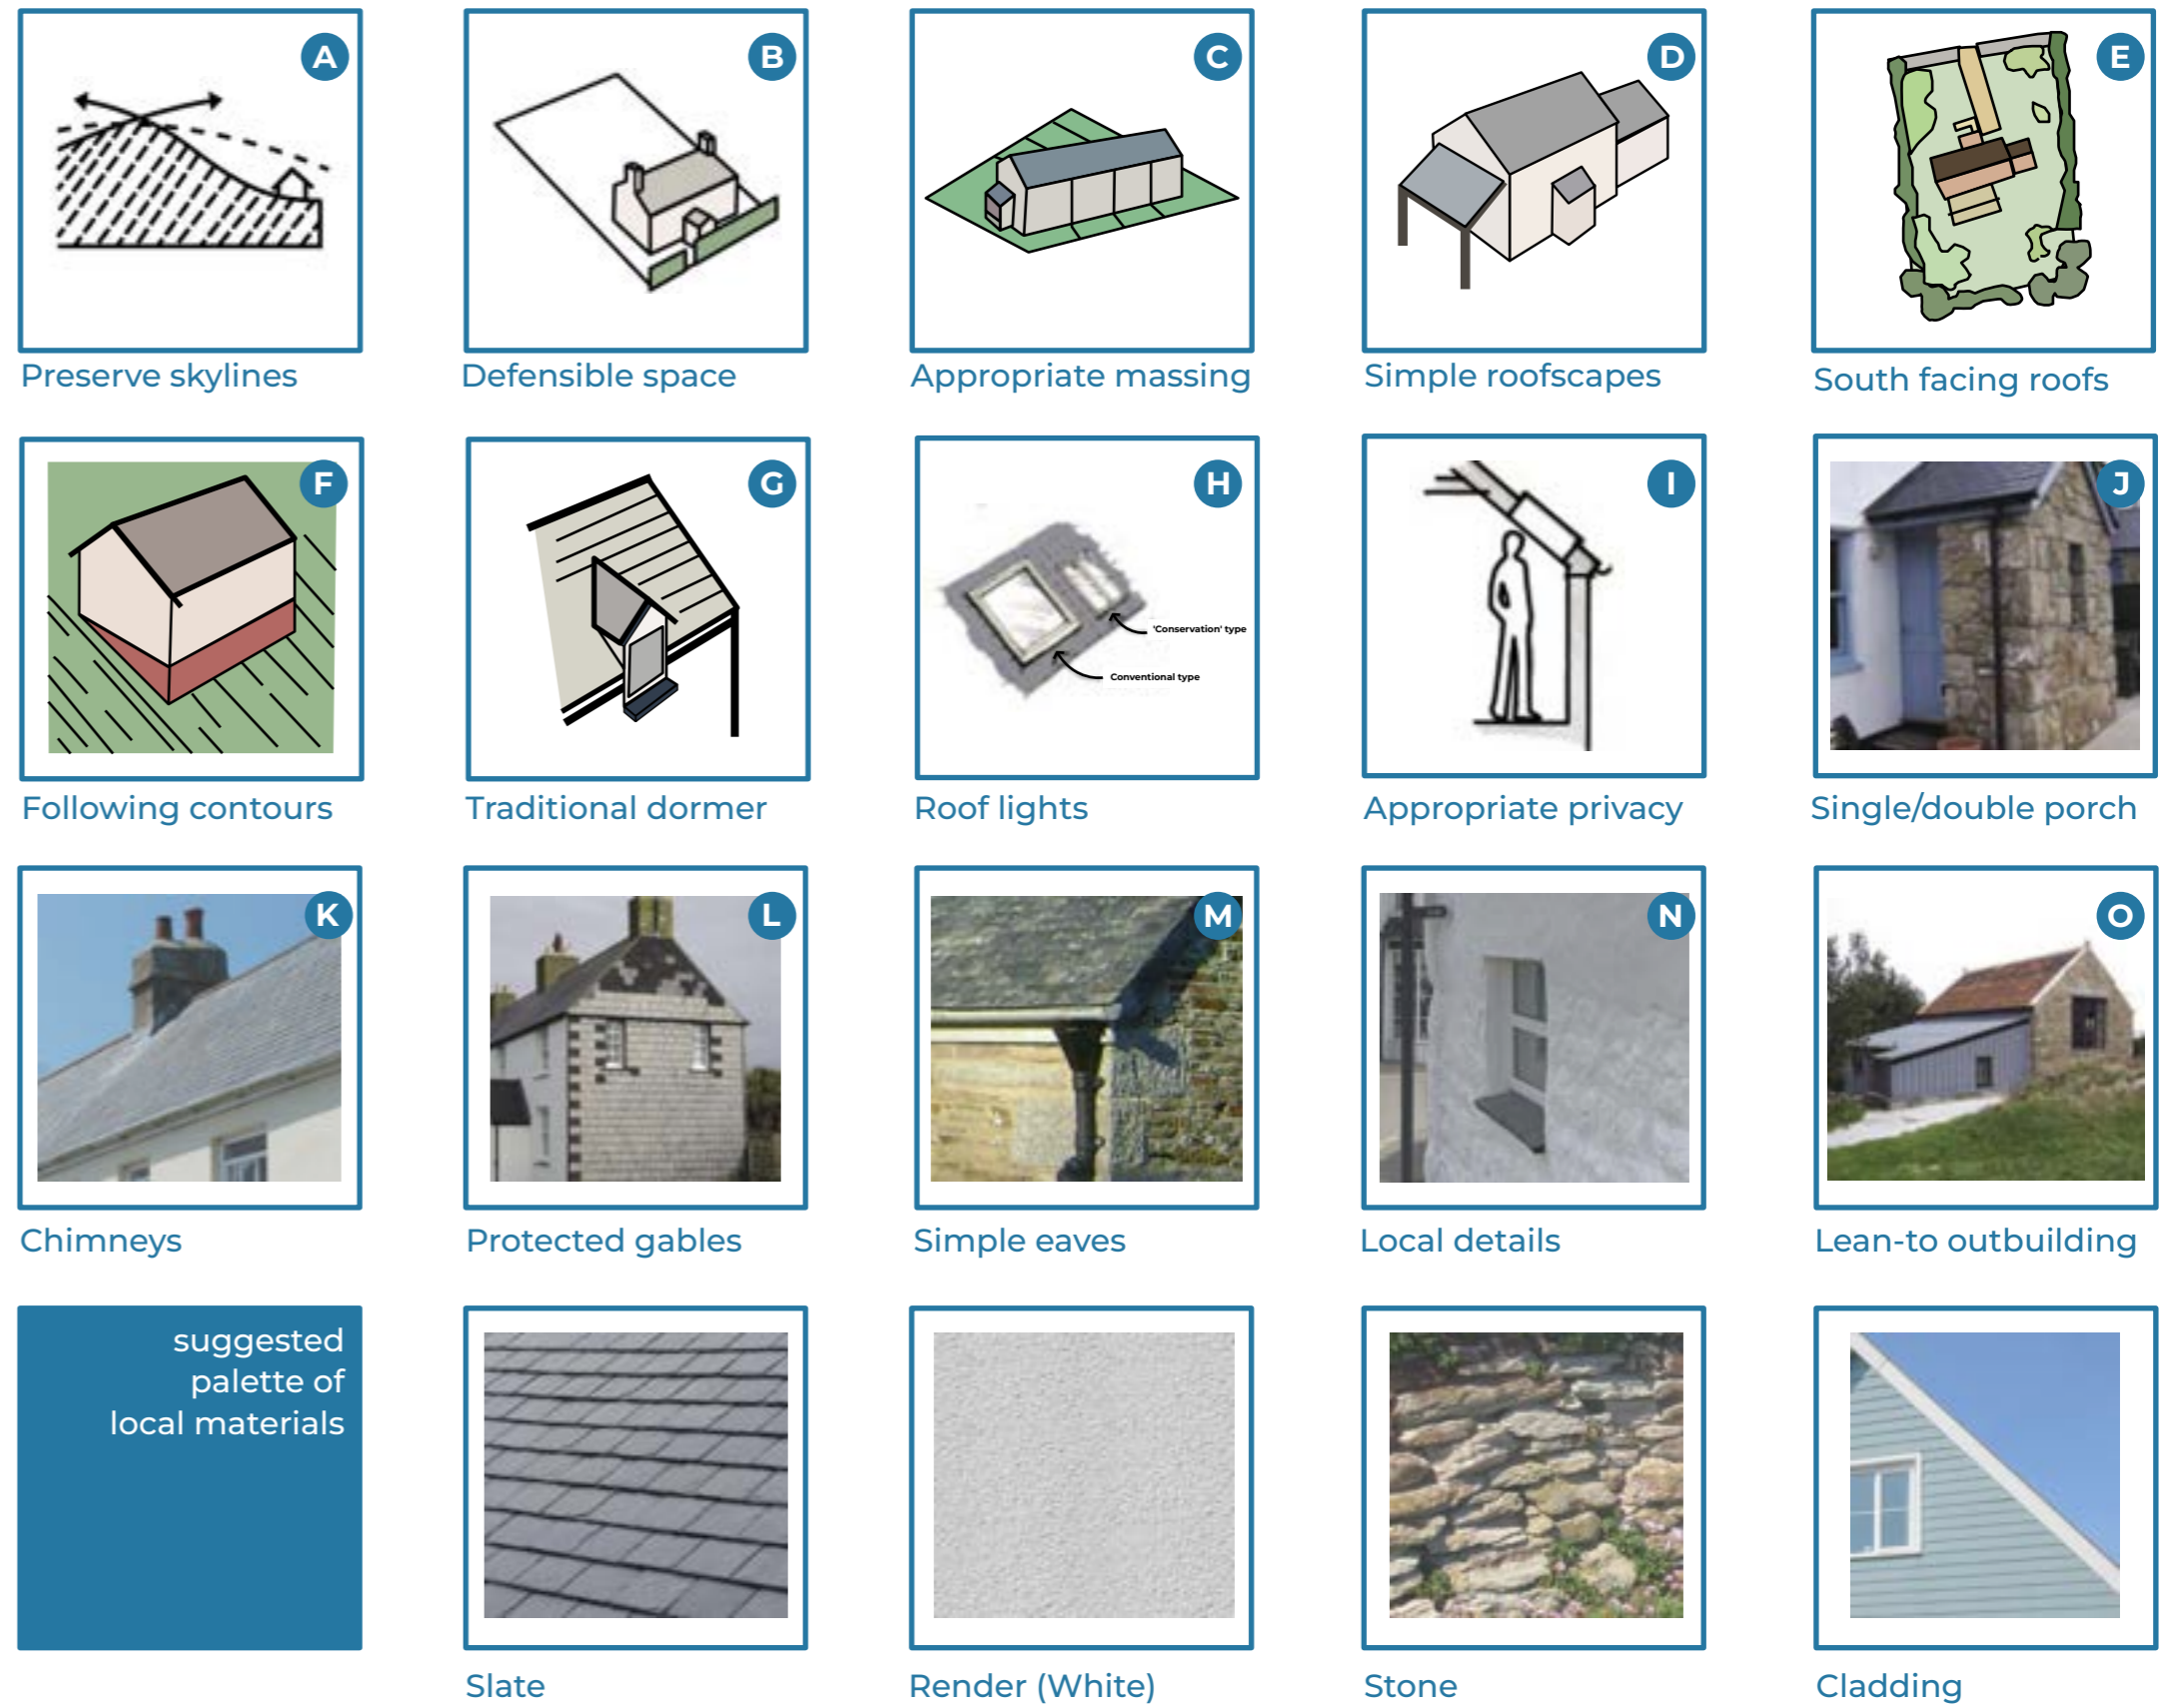 A
B
C
D
E
Preserve skylines
Defensible space
Appropriate massing
Simple roofscapes
South facing roofs
F
G
H
I
J
'Conservation' type
Conventional type
Following contours
Traditional dormer
Roof lights
Appropriate privacy
Single/double porch
K
L
M
N
O
Chimneys
Protected gables
Simple eaves
Local details
Lean-to outbuilding
suggested
palette of
local materials
Slate
Render (White)
Stone
Cladding